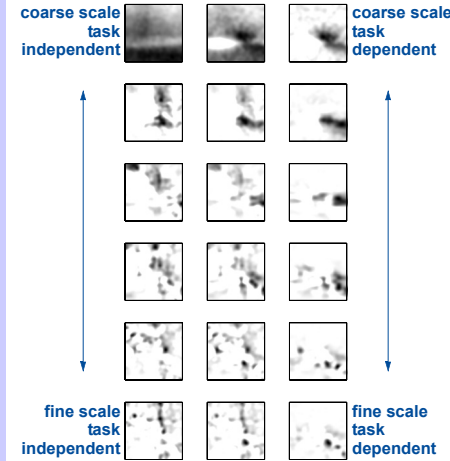 coarse scale
task
independent
coarse scale
task
dependent
fine scale
task
independent
fine scale
task
dependent